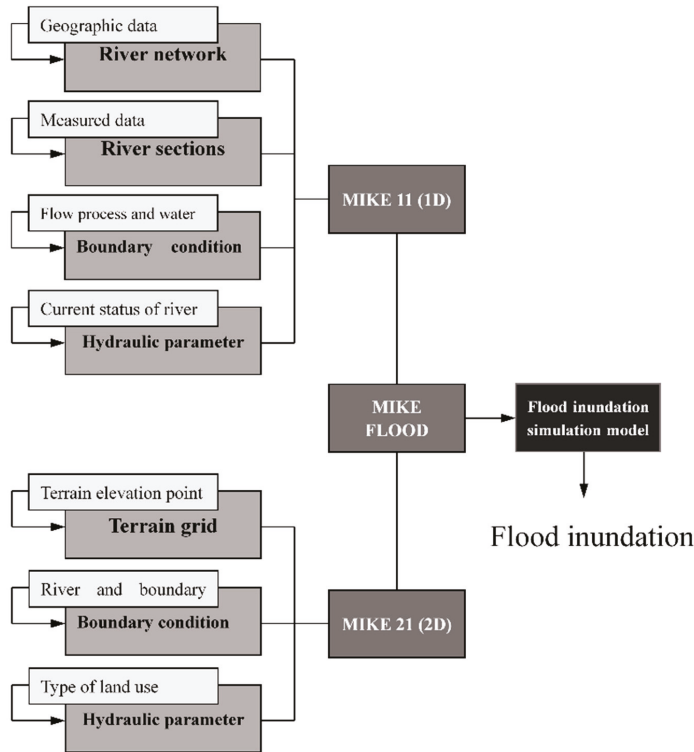 Geographic data
River network
Measured data
River sections
Flow process and water
Boundary condition
Current status of river
Hydraulic parameter
MIKE 11 (1D)
MIKE
FLOOD
Flood inundation
simulation model
Flood inundation
Terrain elevation point
Terrain grid
River and boundary
Boundary condition
Type of land use
Hydraulic parameter
MIKE 21 (2D)